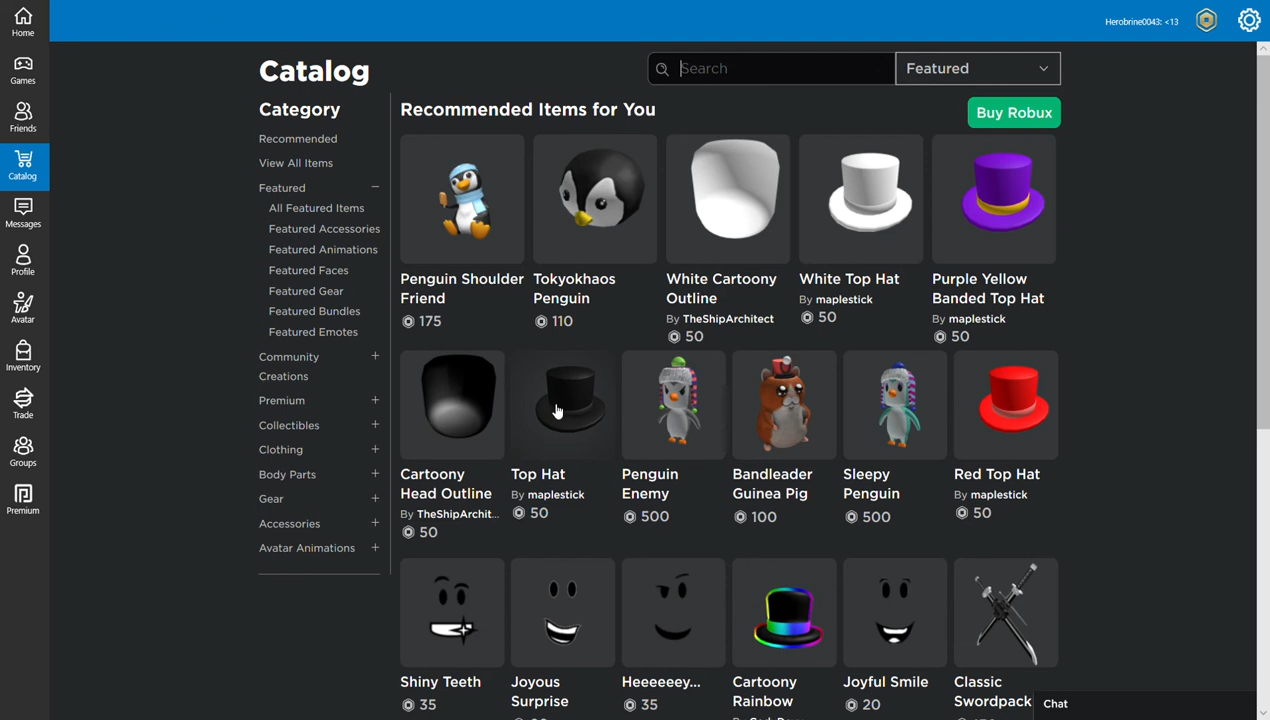 Home
Games
Friends
Catalog
Messages
Profile
Avatar
Inventory
Trade
Groups
Premium
Herobrine0043: <13
Catalog
Search
Featured
Category
Recommended
View All Items
Featured
All Featured Items
Featured Accessories
Featured Animations
Featured Faces
Featured Gear
Featured Bundles
Featured Emotes
Community
Creations
Premium
Collectibles
Clothing
Body Parts
Gear
Accessories
Avatar Animations
Recommended Items for You
Buy Robux
Penguin Shoulder
Friend
175
Tokyokhaos
Penguin
110
White Cartoony
Outline
By TheShipArchitect
50
White Top Hat
By maplestick
50
Purple Yellow
Banded Top Hat
By maplestick
50
Cartoony
Head Outline
By TheShipArchit...
50
Top Hat
By maplestick
50
Penguin
Enemy
500
Bandleader
Guinea Pig
100
Sleepy
Penguin
500
Red Top Hat
By maplestick
50
Shiny Teeth
35
Joyous
Surprise
Heeeeeey...
35
Cartoony
Rainbow
Joyful Smile
20
Classic
Swordpack
Chat